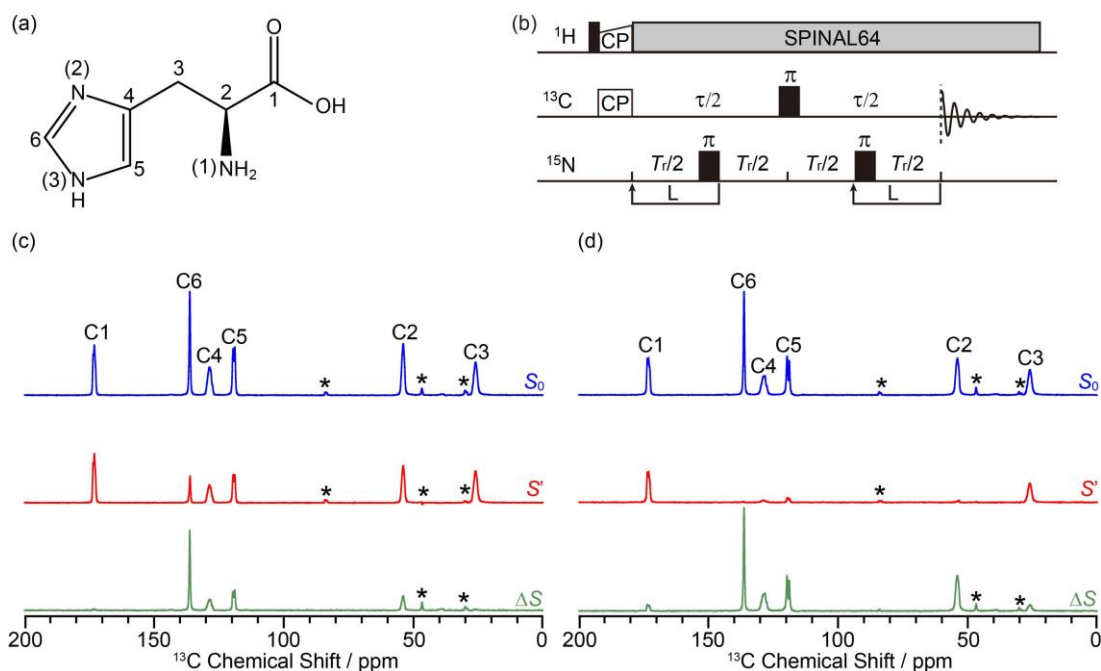 (a)
O
(2)
N
3
2
1
OH
4
6
5
(1)NH₂
N
(3)
H
(b)
¹H
CP
SPINAL64
¹³C
CP
τ/2
π
τ/2
¹⁵N
Tr/2
π
Tr/2
Tr/2
π
Tr/2
L
L
(c)
C6
C1
C4
C5
C2
C3
*
*
*
S₀
*
*
*
S'
*
*
ΔS
200
100
0
¹³C Chemical Shift / ppm
(d)
C6
C1
C4
C5
C2
C3
*
*
*
S₀
*
S'
*
*
ΔS
200
150
100
50
0
¹³C Chemical Shift / ppm